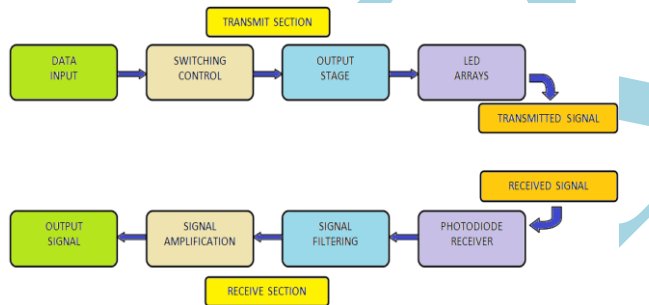 TRANSMIT SECTION
DATA
INPUT
SWITCHING
CONTROL
OUTPUT
STAGE
LED
ARRAYS
TRANSMITTED SIGNAL
RECEIVED SIGNAL
OUTPUT
SIGNAL
SIGNAL
AMPLIFICATION
SIGNAL
FILTERING
PHOTODIODE
RECEIVER
RECEIVE SECTION